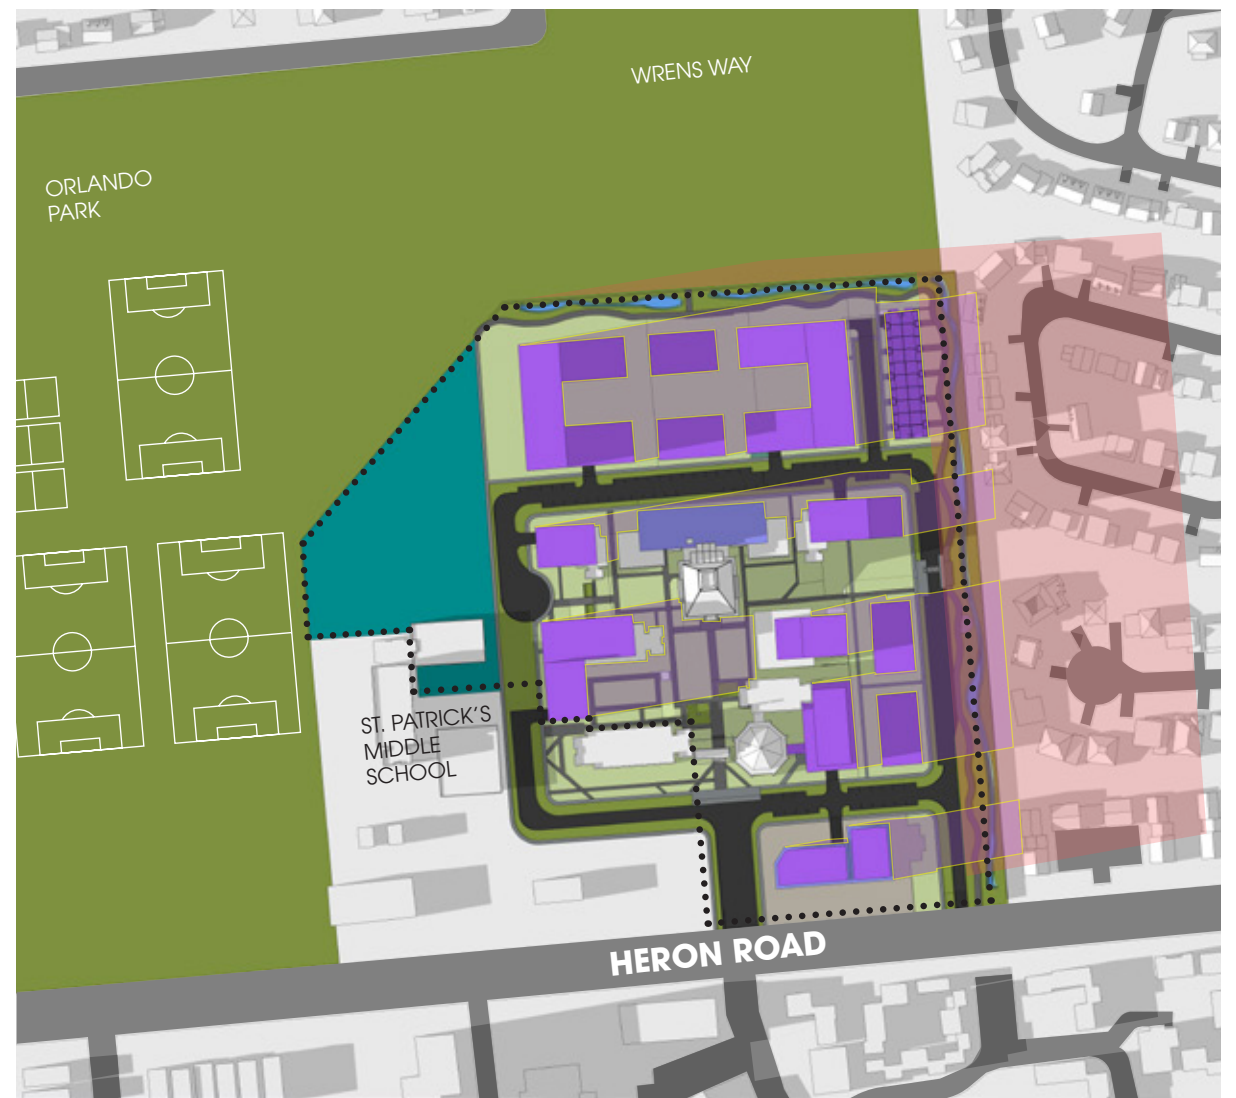 WRENS WAY
ORLANDO
PARK
ST. PATRICK'S
MIDDLE
SCHOOL
HERON ROAD